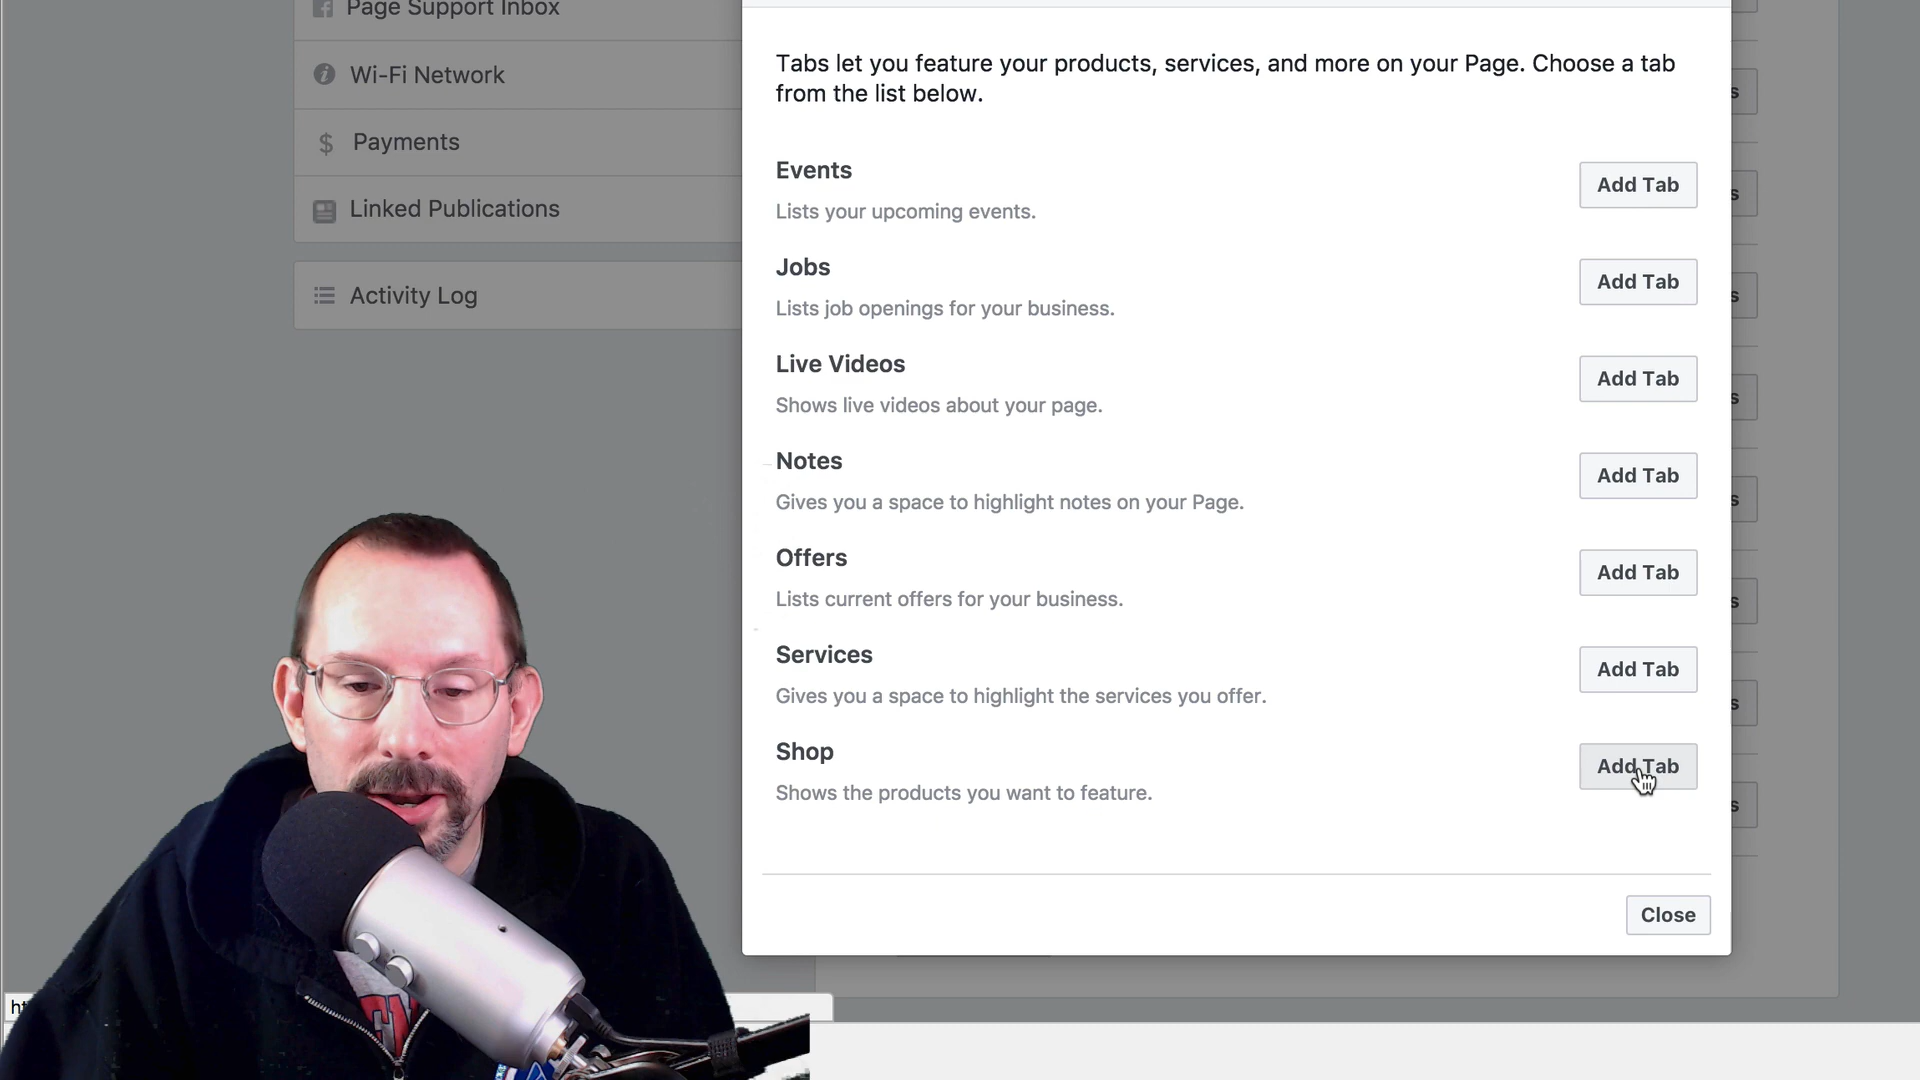 Page Support Inbox
Wi-Fi Network
Payments
Linked Publications
Activity Log
Tabs let you feature your products, services, and more on your Page. Choose a tab
from the list below.
Events
Add Tab
Lists your upcoming events.
Jobs
Add Tab
Lists job openings for your business.
Live Videos
Add Tab
Shows live videos about your page.
Notes
Add Tab
Gives you a space to highlight notes on your Page.
Offers
Add Tab
Lists current offers for your business.
Services
Add Tab
Gives you a space to highlight the services you offer.
Shop
Add Tab
Shows the products you want to feature.
Close